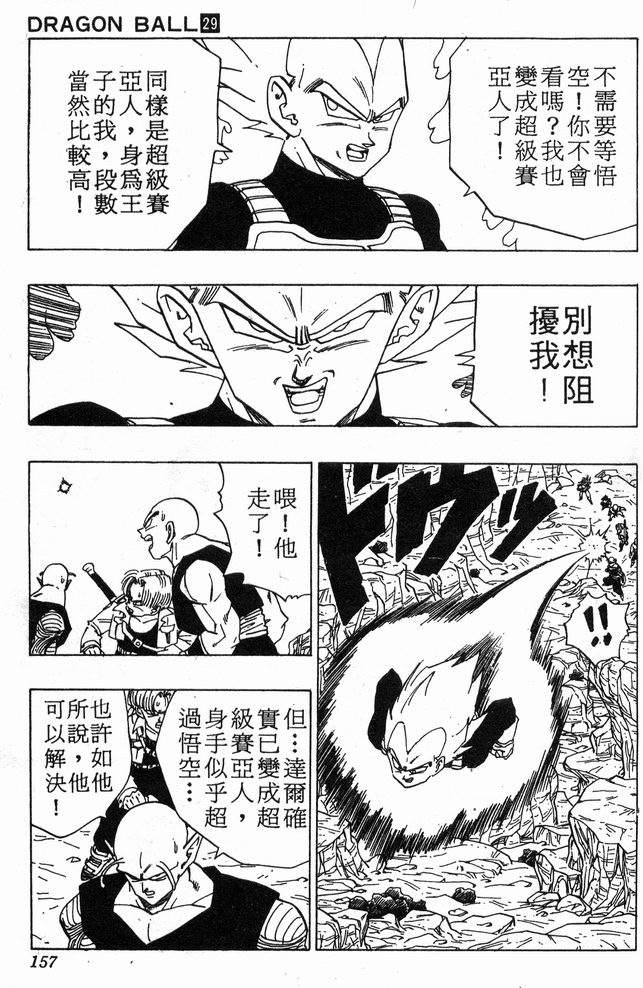 DRAGON BALL 29
不需要等悟
空！你不會
看嗎？我也
變成超級賽
亞人了！
同樣是超級賽
亞人，身為王
子的我，段數
當然比較高！
別想阻
擾我！
ドドウッ
!!
喂！他
走了！
但…達爾確
實已變成超
級賽亞人，
身手似乎超
過悟空…
也許如他
所說，他
可以解決！
157